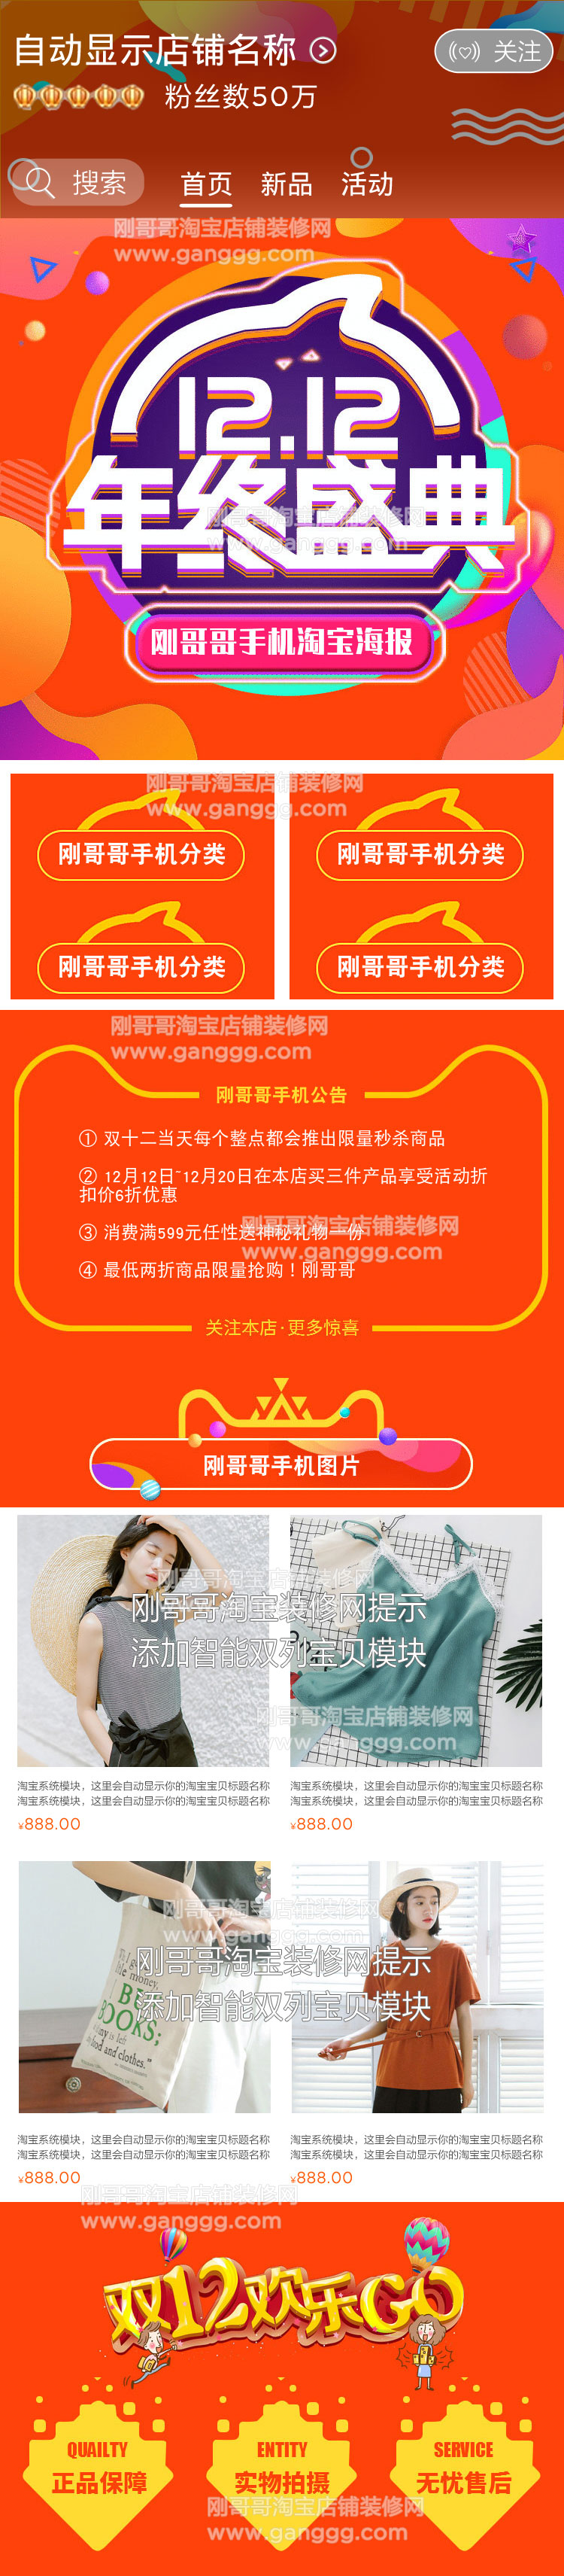 自动显示店铺名称
关注
粉丝数50万
搜索
首页
新品
活动
刚哥哥淘宝店铺装修网
www.ganggg.com
12.12
年终盛典
刚哥哥淘宝店铺装修网
www.ganggg.com
刚哥哥手机淘宝海报
刚哥哥淘宝店铺装修网
www.ganggg.com
刚哥哥手机分类
刚哥哥手机分类
刚哥哥手机分类
刚哥哥手机分类
刚哥哥淘宝店铺装修网
www.ganggg.com
刚哥哥手机公告
① 双十二当天每个整点都会推出限量秒杀商品
② 12月12日~12月20日在本店买三件产品享受活动折
扣价6折优惠
③ 消费满599元任性送神秘礼物一份
刚哥哥淘宝店铺装修网
www.ganggg.com
④ 最低两折商品限量抢购！刚哥哥
关注本店·更多惊喜
刚哥哥手机图片
刚哥哥淘宝店铺装修网
刚哥哥淘宝装修网提示
添加智能双列宝贝模块
刚哥哥淘宝店铺装修网
www.ganggg.com
淘宝系统模块，这里会自动显示你的淘宝宝贝标题名称
淘宝系统模块，这里会自动显示你的淘宝宝贝标题名称
¥888.00
淘宝系统模块，这里会自动显示你的淘宝宝贝标题名称
淘宝系统模块，这里会自动显示你的淘宝宝贝标题名称
¥888.00
刚哥哥淘宝店铺装修网
www.ganggg.com
刚哥哥淘宝装修网提示
添加智能双列宝贝模块
money,
BU
BOOKS;
food and clothes."
淘宝系统模块，这里会自动显示你的淘宝宝贝标题名称
淘宝系统模块，这里会自动显示你的淘宝宝贝标题名称
¥888.00
淘宝系统模块，这里会自动显示你的淘宝宝贝标题名称
淘宝系统模块，这里会自动显示你的淘宝宝贝标题名称
¥888.00
刚哥哥淘宝店铺装修网
www.ganggg.com
双12欢乐GO
QUAILTY
正品保障
ENTITY
实物拍摄
SERVICE
无忧售后
刚哥哥淘宝店铺装修网
www.ganggg.com